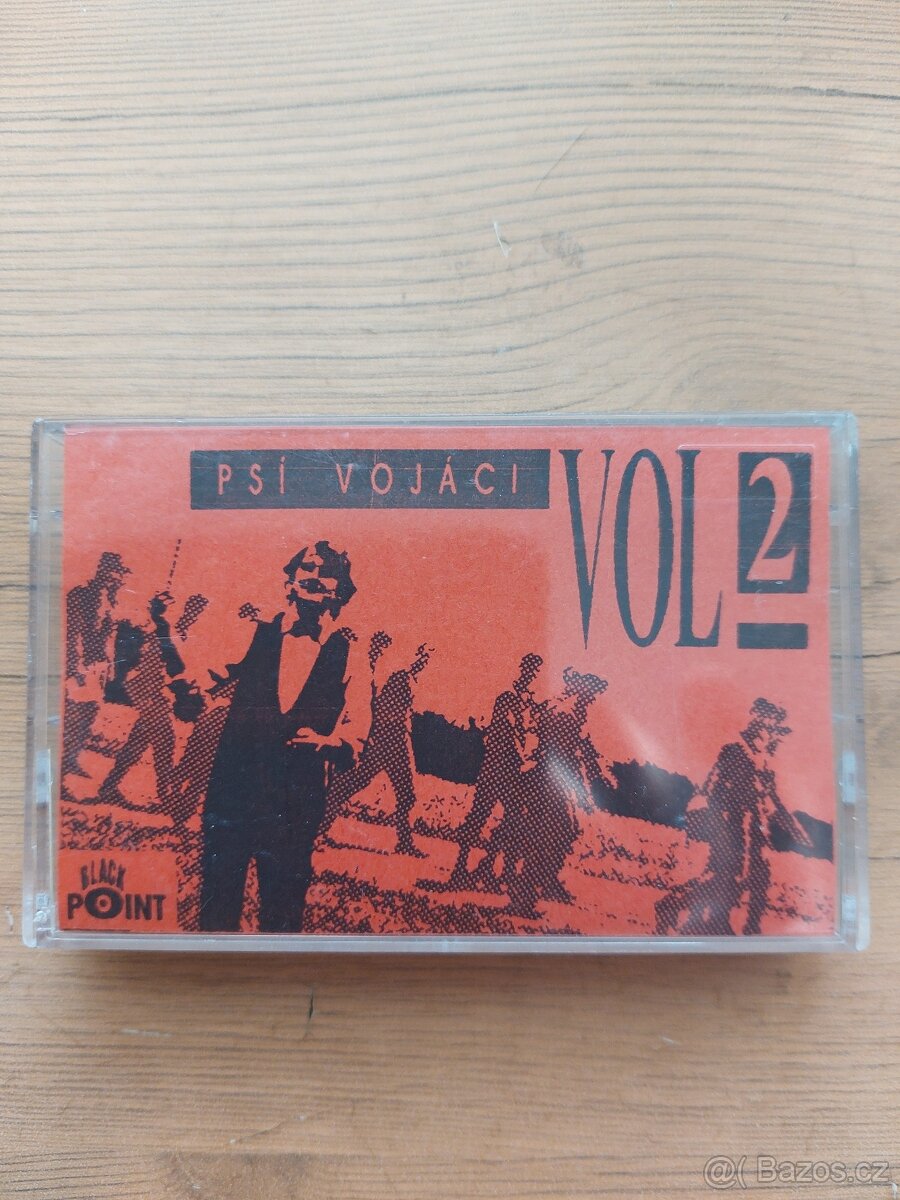 PSÍ VOJÁCI
VOL 2
BLACK
POINT
@( Bazos.cz